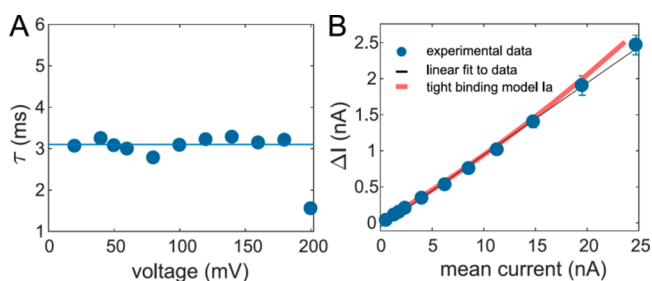 A
6
5
4
3
2
1
0
50
100
150
200
τ (ms)
voltage (mV)
B
2.5
2.0
1.5
1.0
0.5
0
0
5
10
15
20
25
ΔI (nA)
mean current (nA)
experimental data
linear fit to data
tight binding model Ia